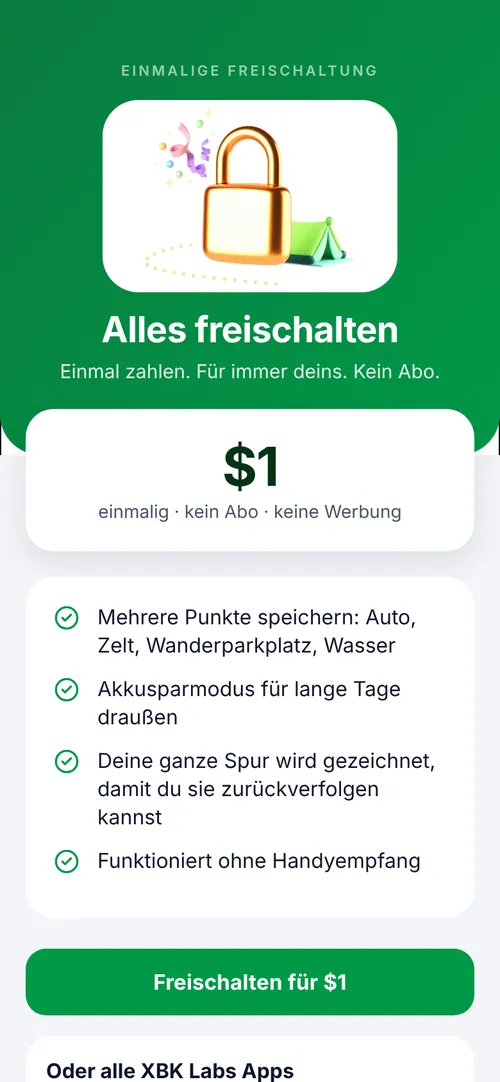 EINMALIGE FREISCHALTUNG
Alles freischalten
Einmal zahlen. Für immer deins. Kein Abo.
$1
einmalig · kein Abo · keine Werbung
Mehrere Punkte speichern: Auto,
Zelt, Wanderparkplatz, Wasser
Akkusparmodus für lange Tage
draußen
Deine ganze Spur wird gezeichnet,
damit du sie zurückverfolgen
kannst
Funktioniert ohne Handyempfang
Freischalten für $1
Oder alle XBK Labs Apps